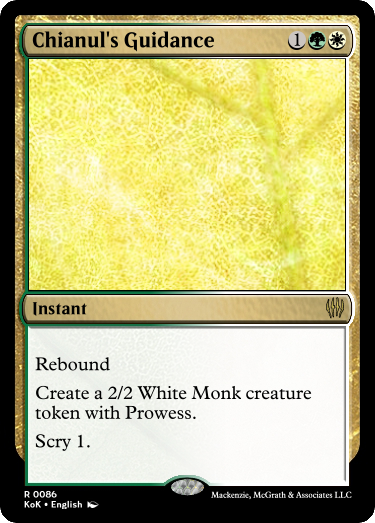 Chianul's Guidance 1
Instant
Rebound
Create a 2/2 White Monk creature
token with Prowess.
Scry 1.
R 0086
KoK • English
Mackenzie, McGrath & Associates LLC